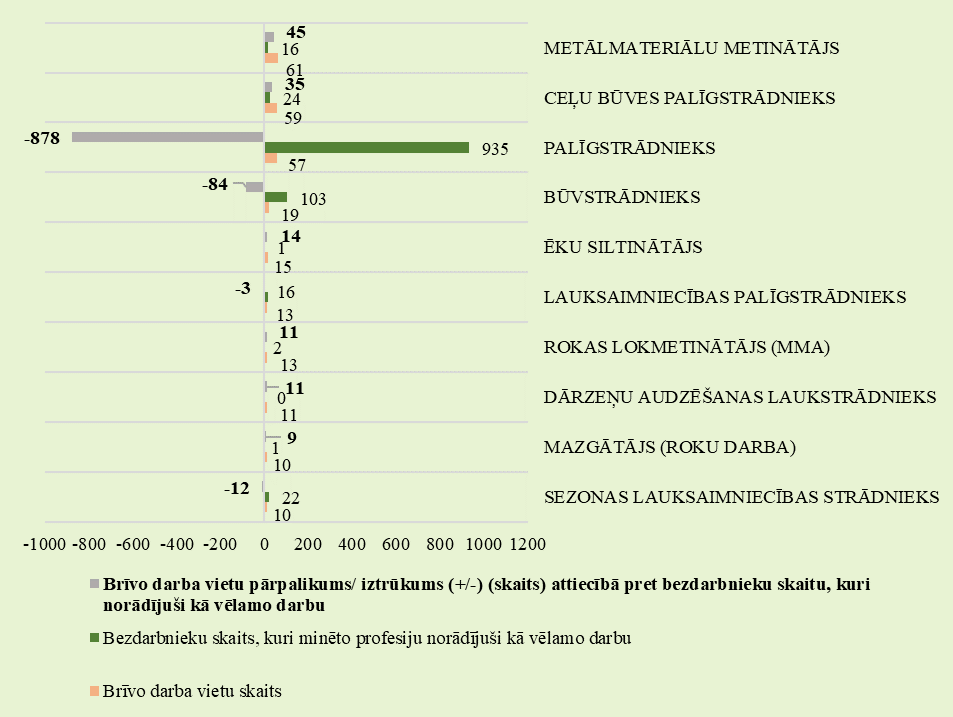 45
16
61
METĀLMATERIĀLU METINĀTĀJS
35
24
59
CEĻU BŪVES PALĪGSTRĀDNIEKS
-878
935
57
PALĪGSTRĀDNIEKS
-84
103
19
BŪVSTRĀDNIEKS
14
1
15
ĒKU SILTINĀTĀJS
-3
16
13
LAUKSAIMNIECĪBAS PALĪGSTRĀDNIEKS
11
2
13
ROKAS LOKMETINĀTĀJS (MMA)
11
0
11
DĀRZEŅU AUDZĒŠANAS LAUKSTRĀDNIEKS
9
1
10
MAZGĀTĀJS (ROKU DARBA)
-12
22
10
SEZONAS LAUKSAIMNIECĪBAS STRĀDNIEKS
-1000 -800 -600 -400 -200 0 200 400 600 800 1000 1200
Brīvo darba vietu pārpalikums/ iztrūkums (+/-) (skaits) attiecībā pret bezdarbnieku skaitu, kuri
norādījuši kā vēlamo darbu
Bezdarbnieku skaits, kuri minēto profesiju norādījuši kā vēlamo darbu
Brīvo darba vietu skaits